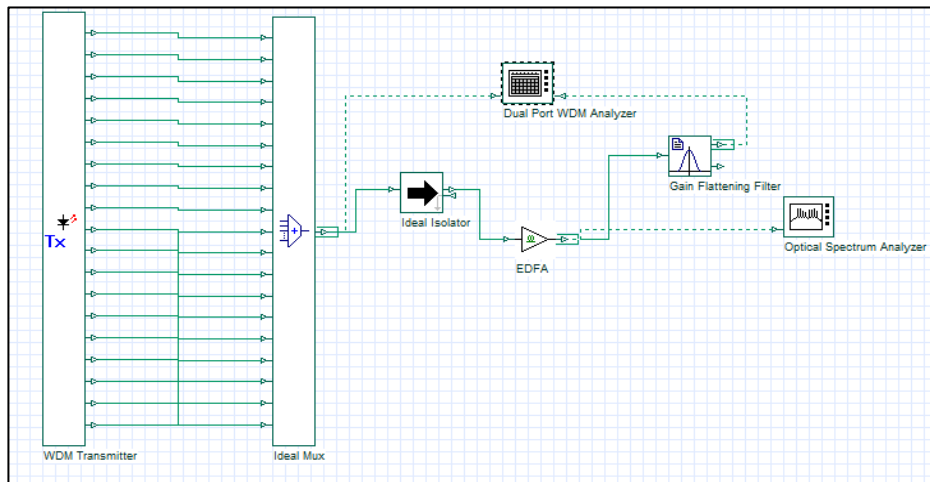 Dual Port WDM Analyzer
Gain Flattening Filter
Ideal Isolator
Tx
EDFA
Optical Spectrum Analyzer
WDM Transmitter
Ideal Mux